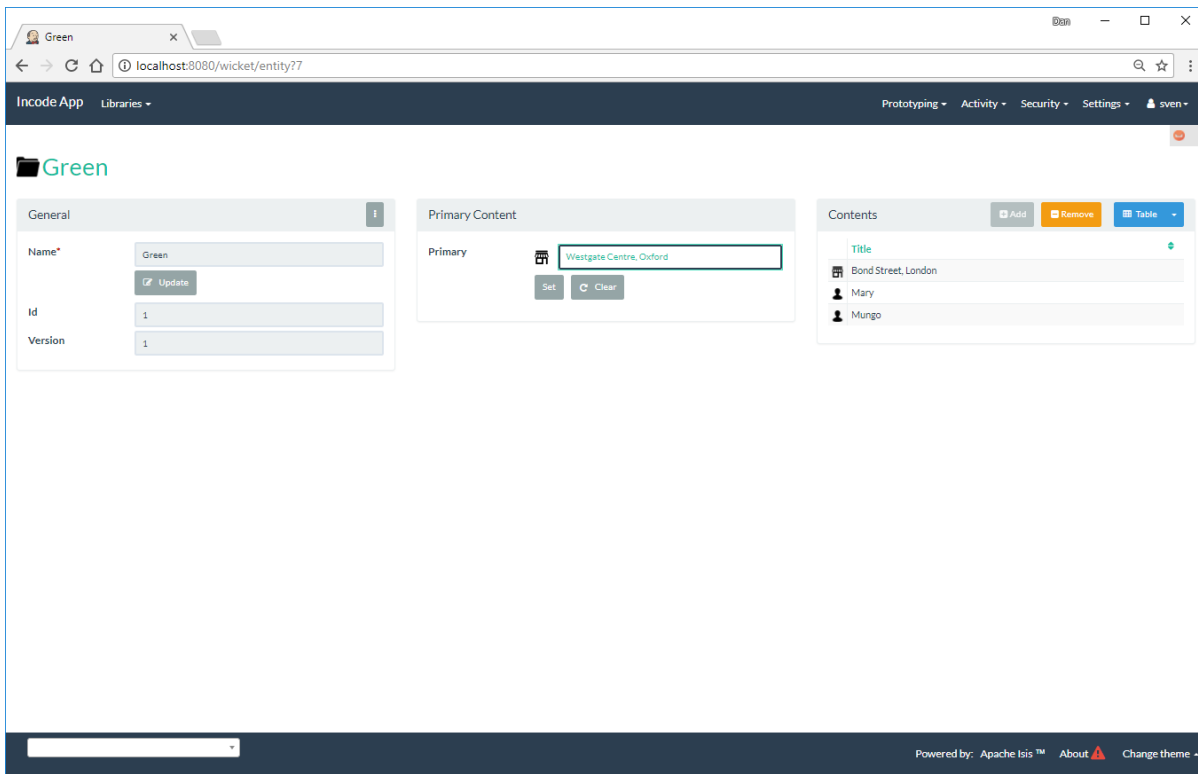 Green
Dan
localhost:8080/wicket/entity?7
Incode App Libraries Prototyping Activity Security Settings sven
Green
General
Name*
Green
Update
Id
1
Version
1
Primary Content
Primary
Westgate Centre, Oxford
Set Clear
Contents Add Remove Table
Title
Bond Street, London
Mary
Mungo
Powered by: Apache Isis ™ About Change theme